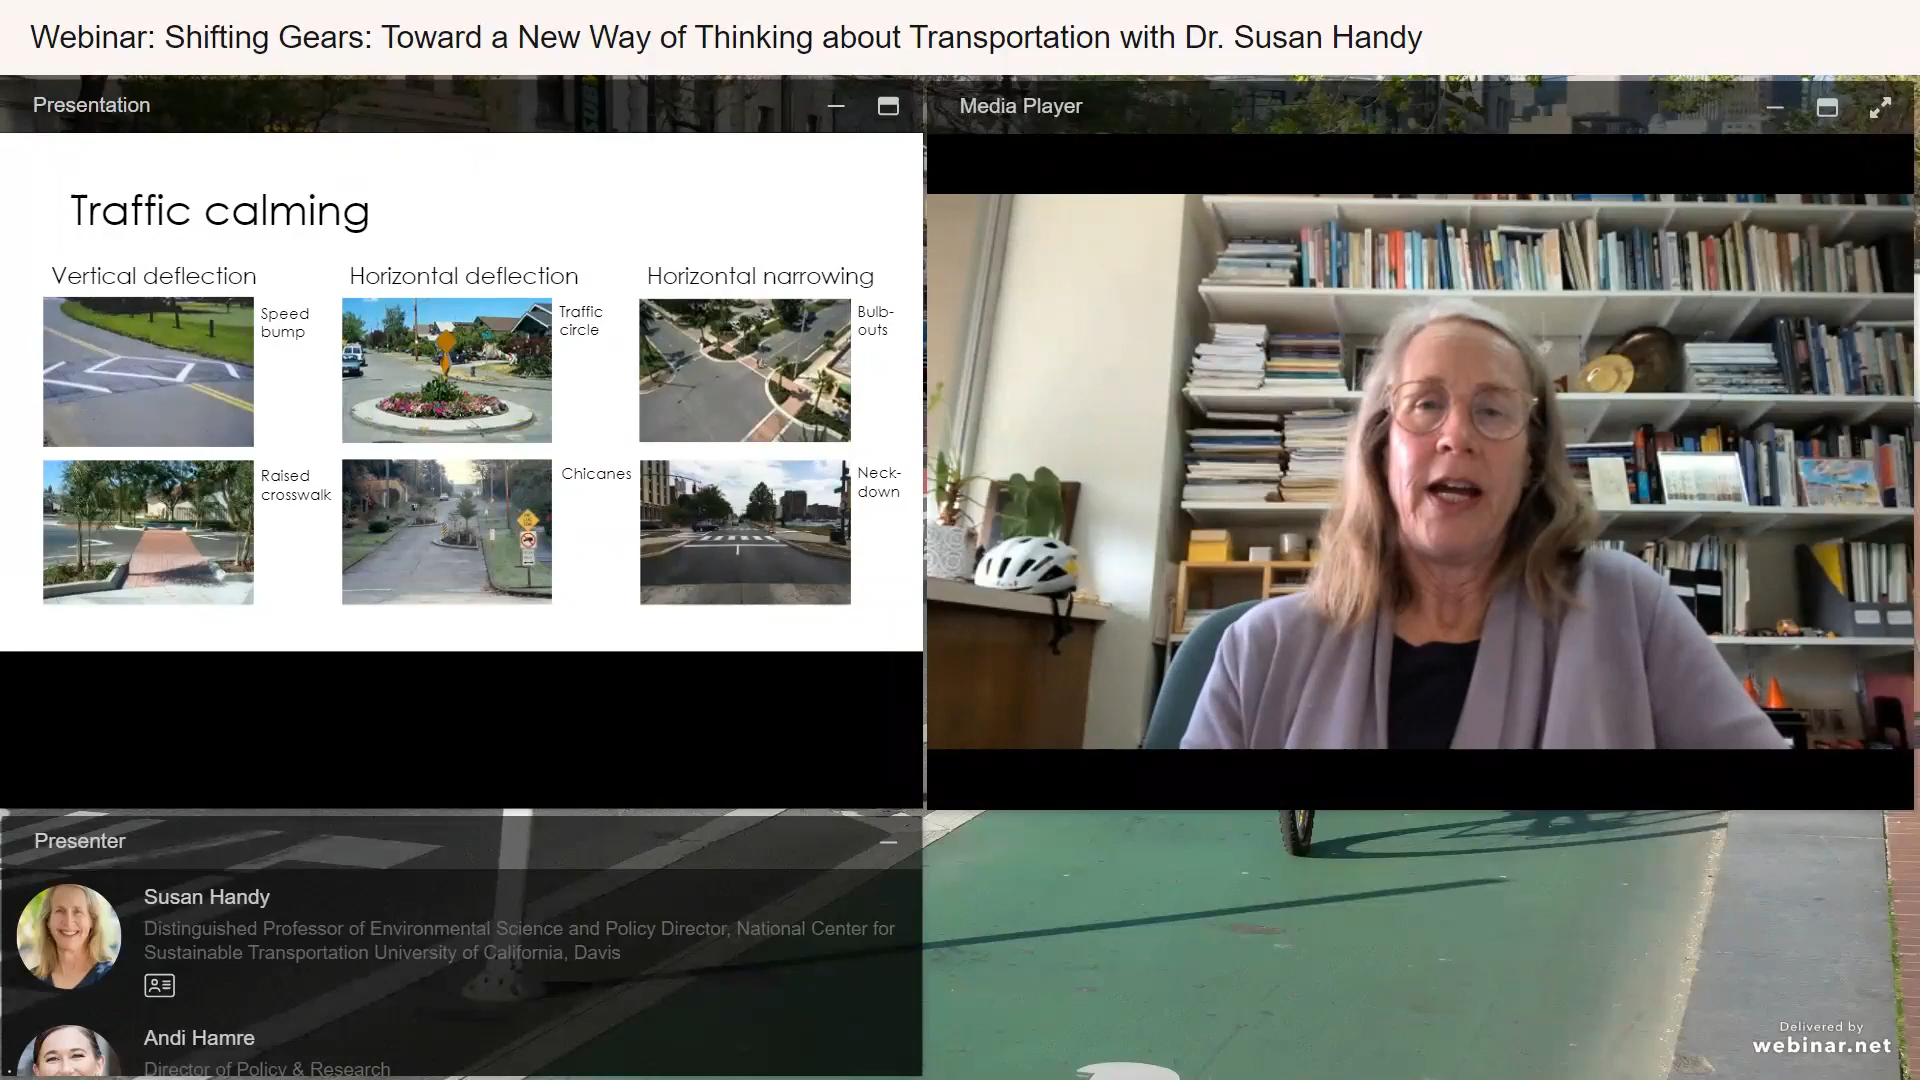 Webinar: Shifting Gears: Toward a New Way of Thinking about Transportation with Dr. Susan Handy
Presentation
Media Player
Traffic calming
Vertical deflection
Horizontal deflection
Horizontal narrowing
Speed
bump
Traffic
circle
Bulb-
outs
Raised
crosswalk
Chicanes
Neck-
down
Presenter
Susan Handy
Distinguished Professor of Environmental Science and Policy Director, National Center for
Sustainable Transportation University of California, Davis
Andi Hamre
Director of Policy & Research
Delivered by
webinar.net